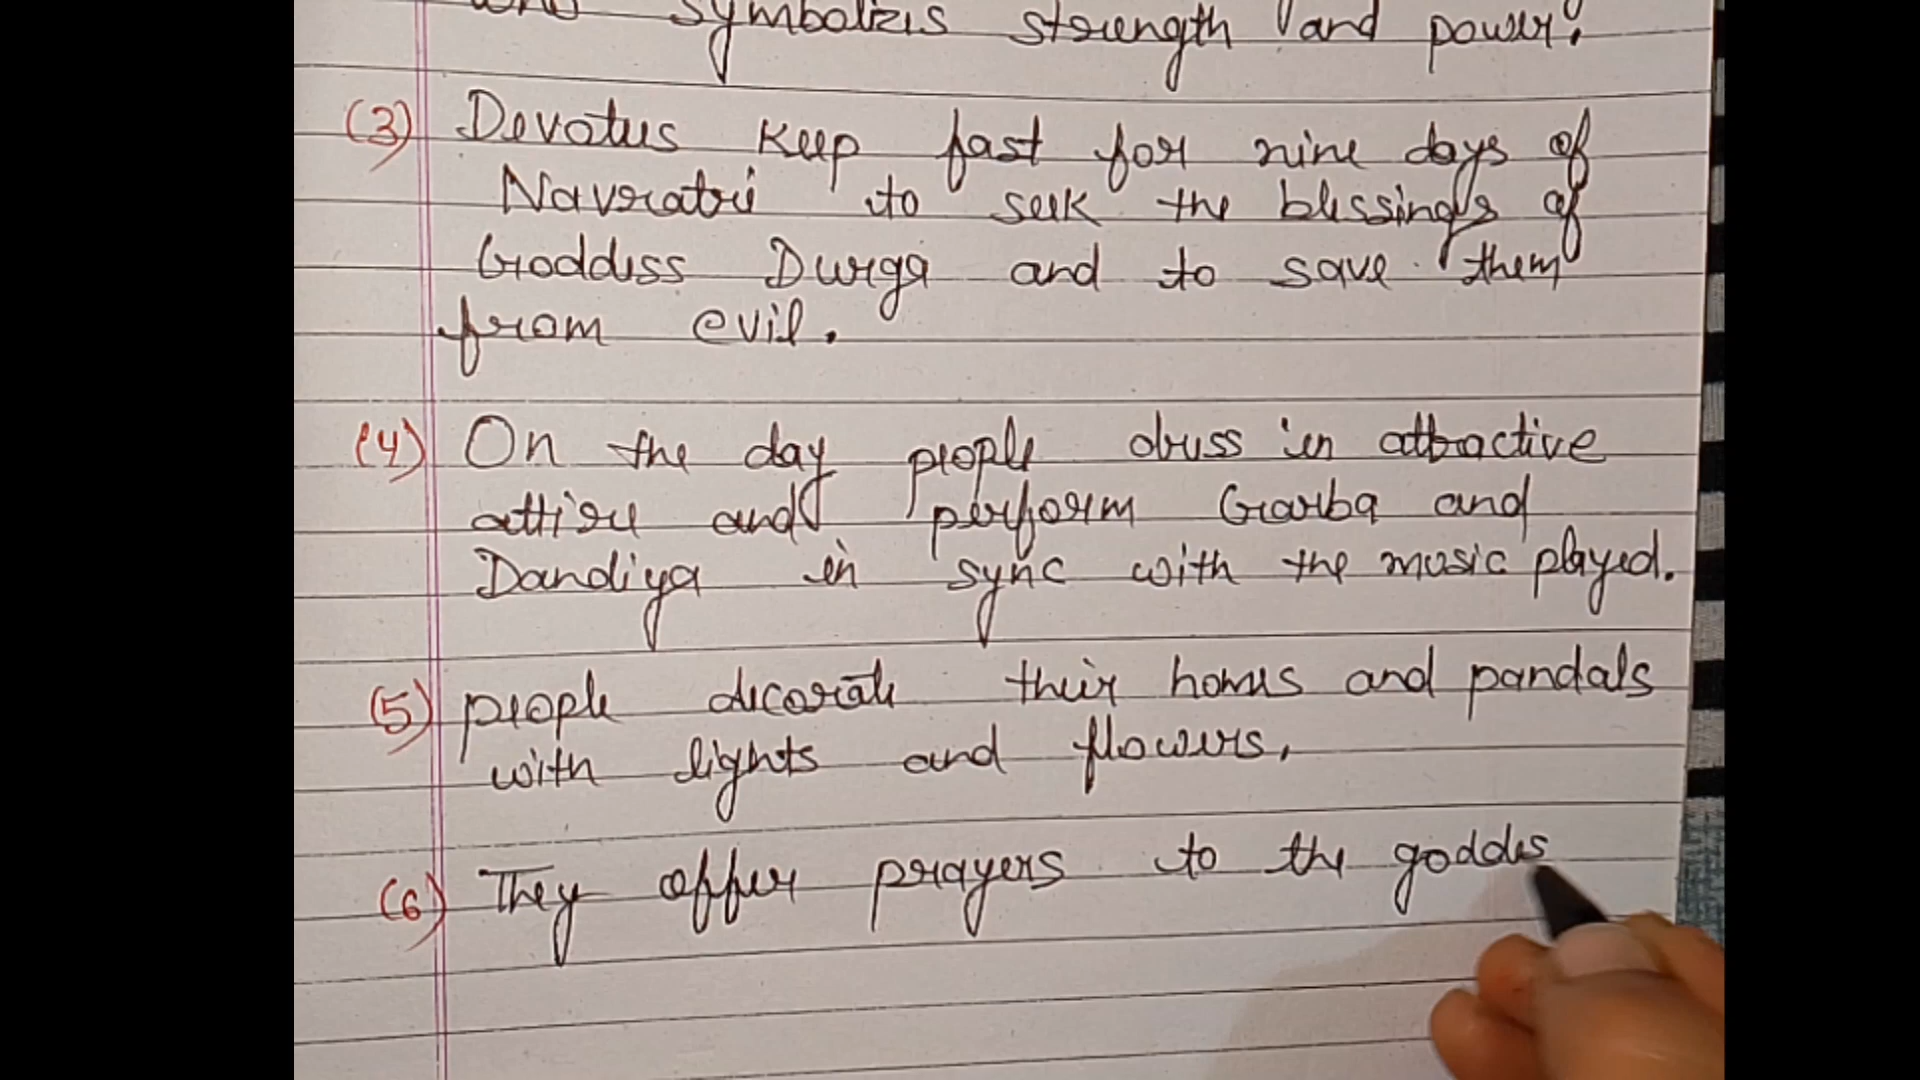 who symbolizes strength and power.
(3) Devotees keep fast for nine days of
Navratri to seek the blessings of
Goddess Durga and to save them
from evil.
(4) On the day people dress in attractive
attire and perform Garba and
Dandiya in sync with the music played.
(5) people decorate their homes and pandals
with lights and flowers.
(6) They offer prayers to the goddes